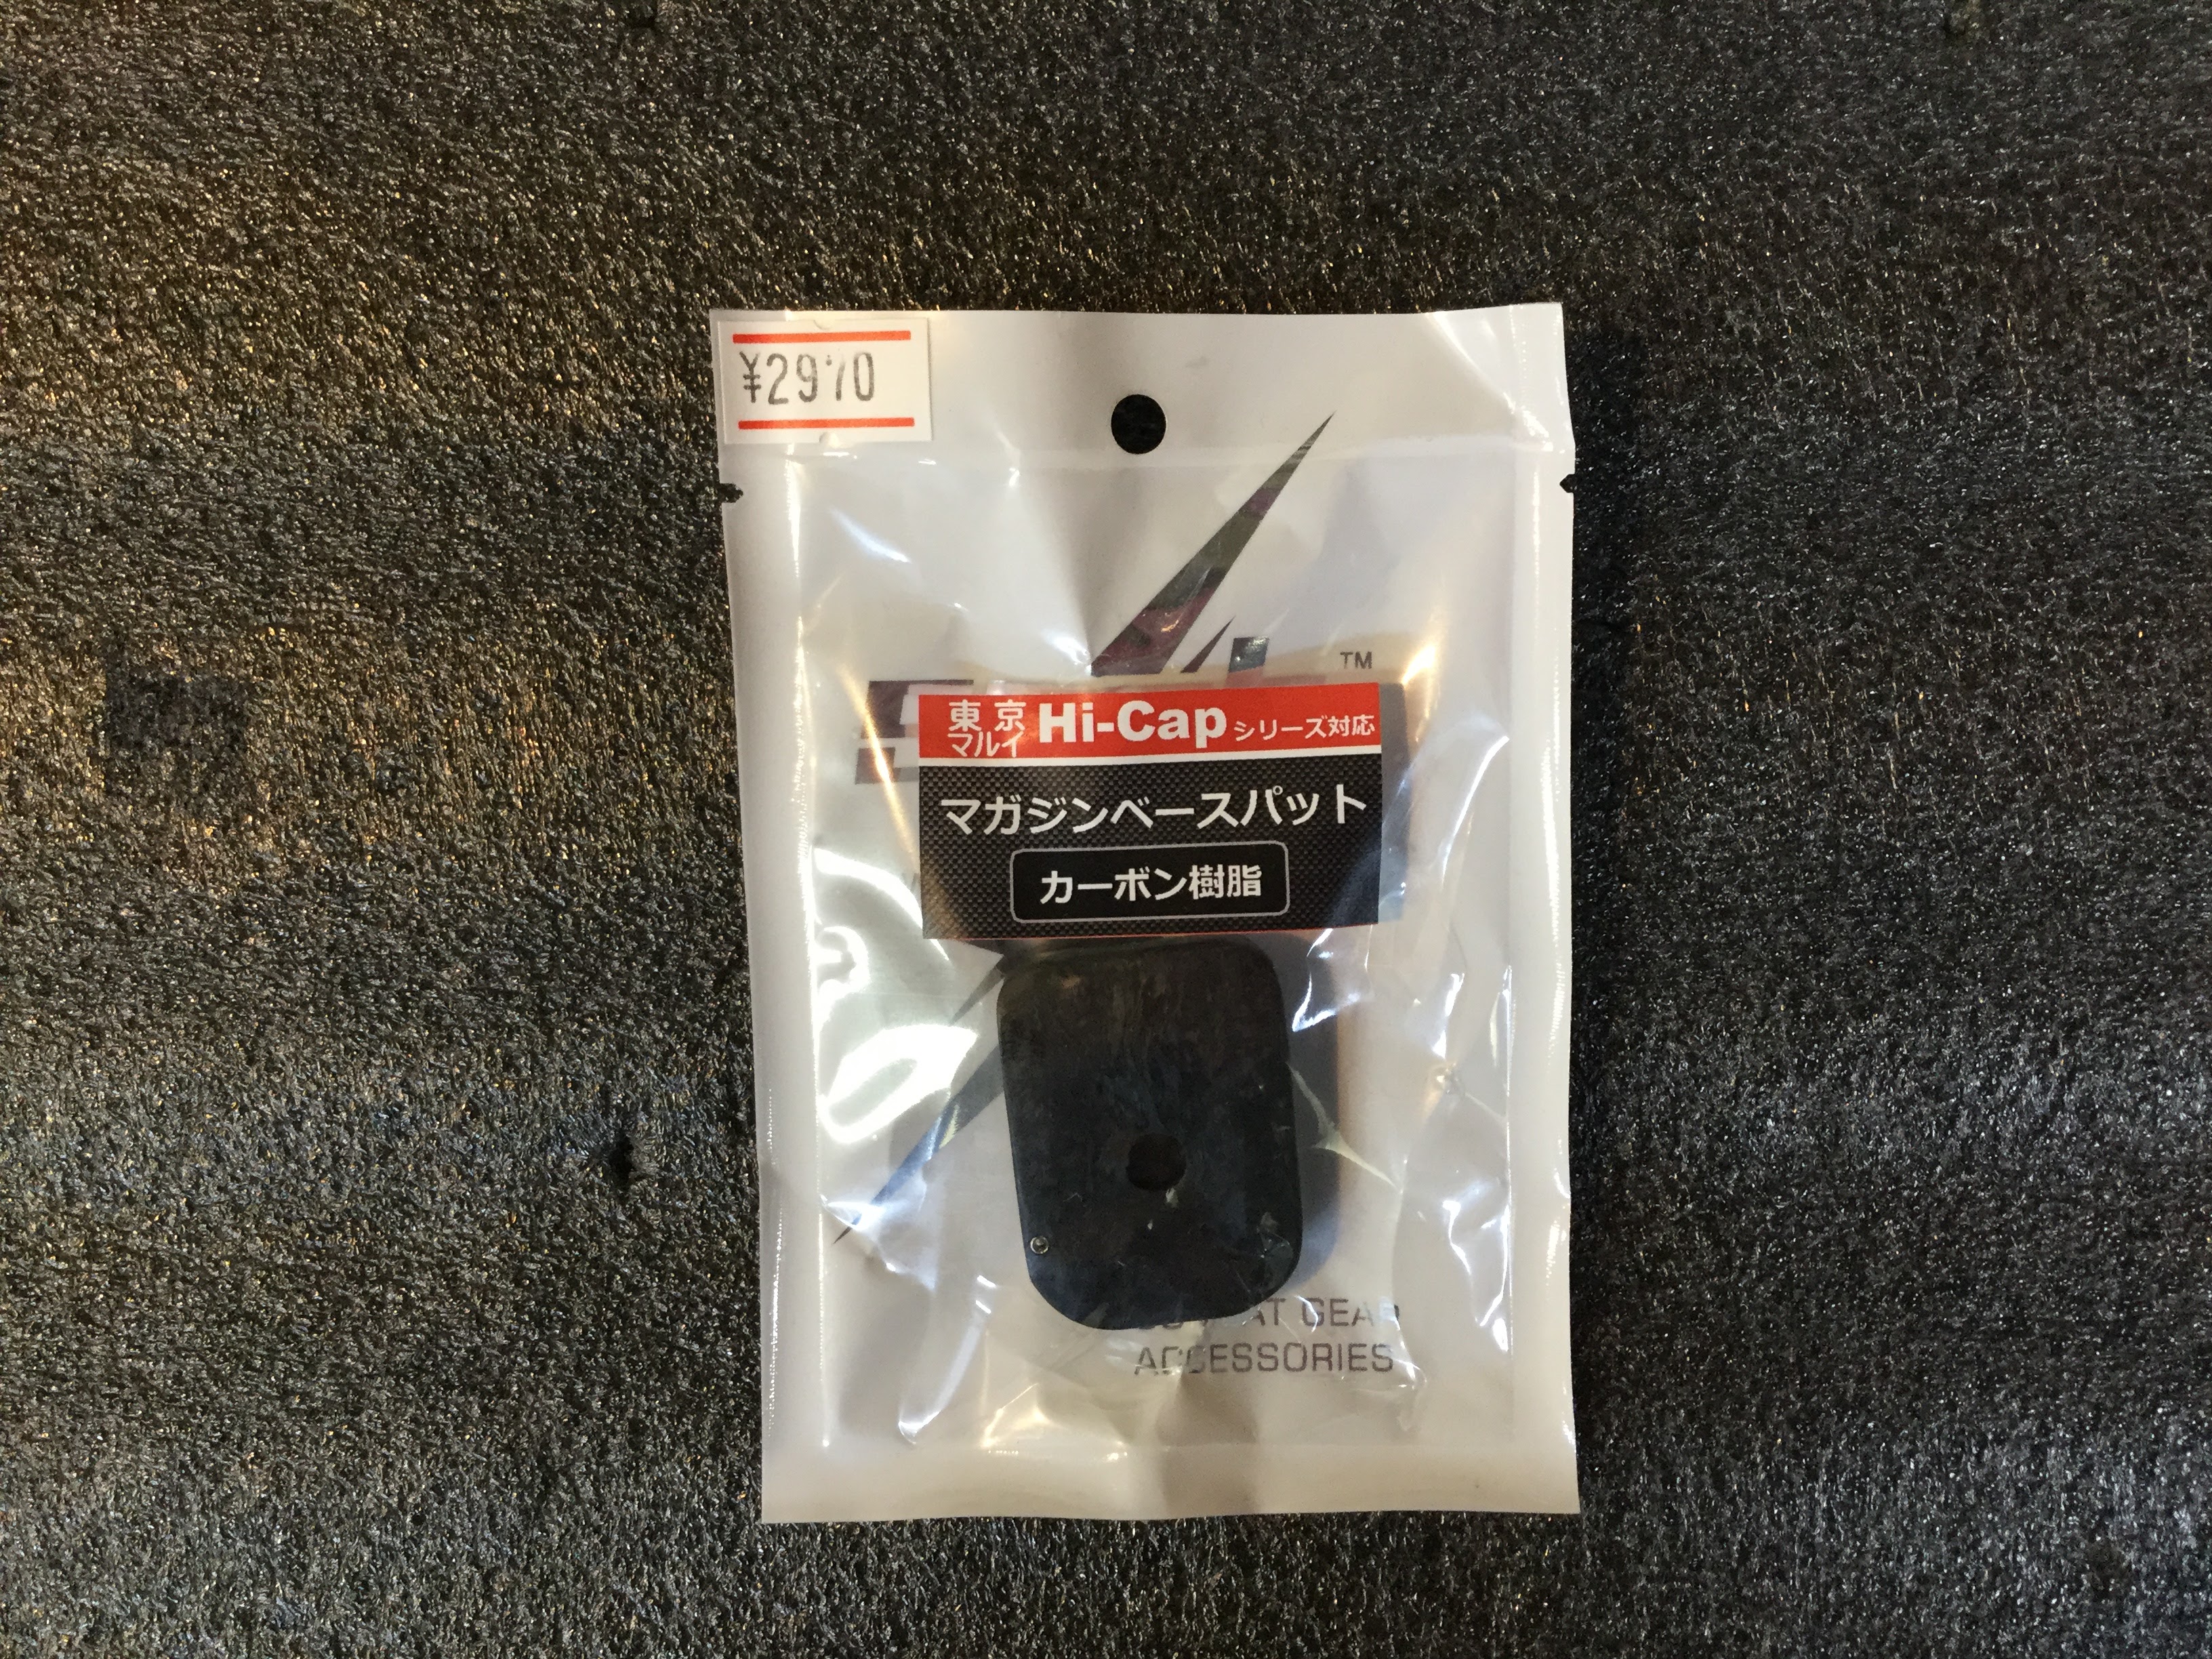 ¥2970
TM
東京
マルイ Hi-Cap シリーズ対応
マガジンベースパット
カーボン樹脂
GEAR
ACCESSORIES